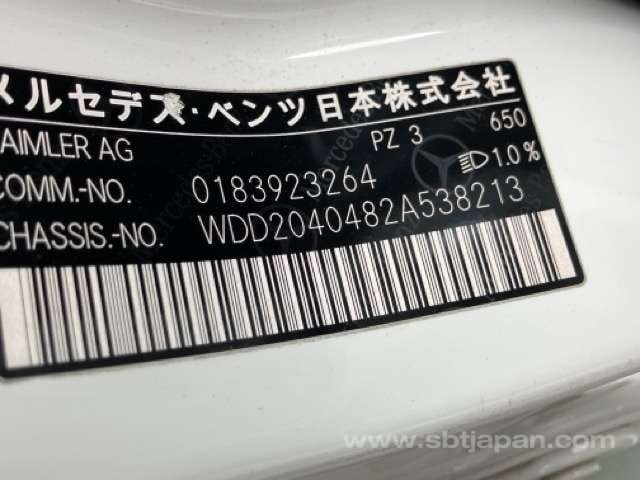 メルセデス・ベンツ日本株式会社
DAIMLER AG PZ 3 650
1.0%
COMM.-NO. 0183923264
CHASSIS.-NO. WDD2040482A538213
www.sbtjapan.com